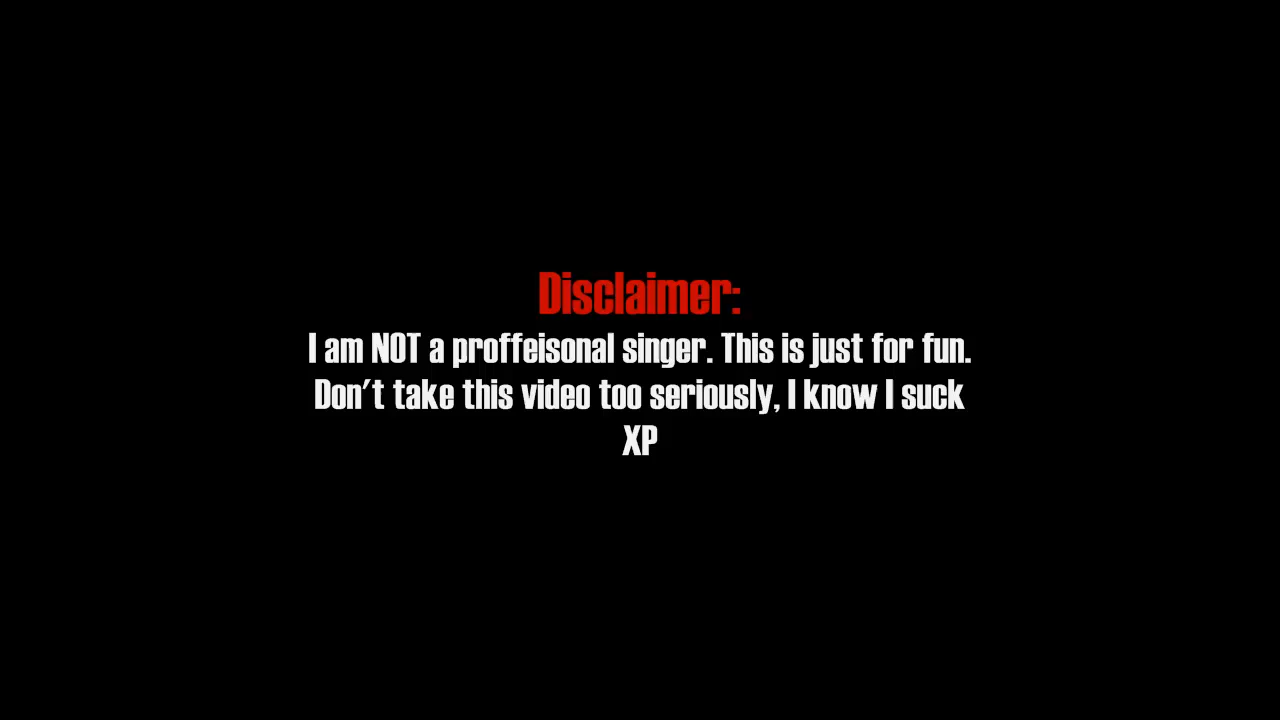 Disclaimer:
I am NOT a proffeisonal singer. This is just for fun.
Don't take this video too seriously, I know I suck
XP